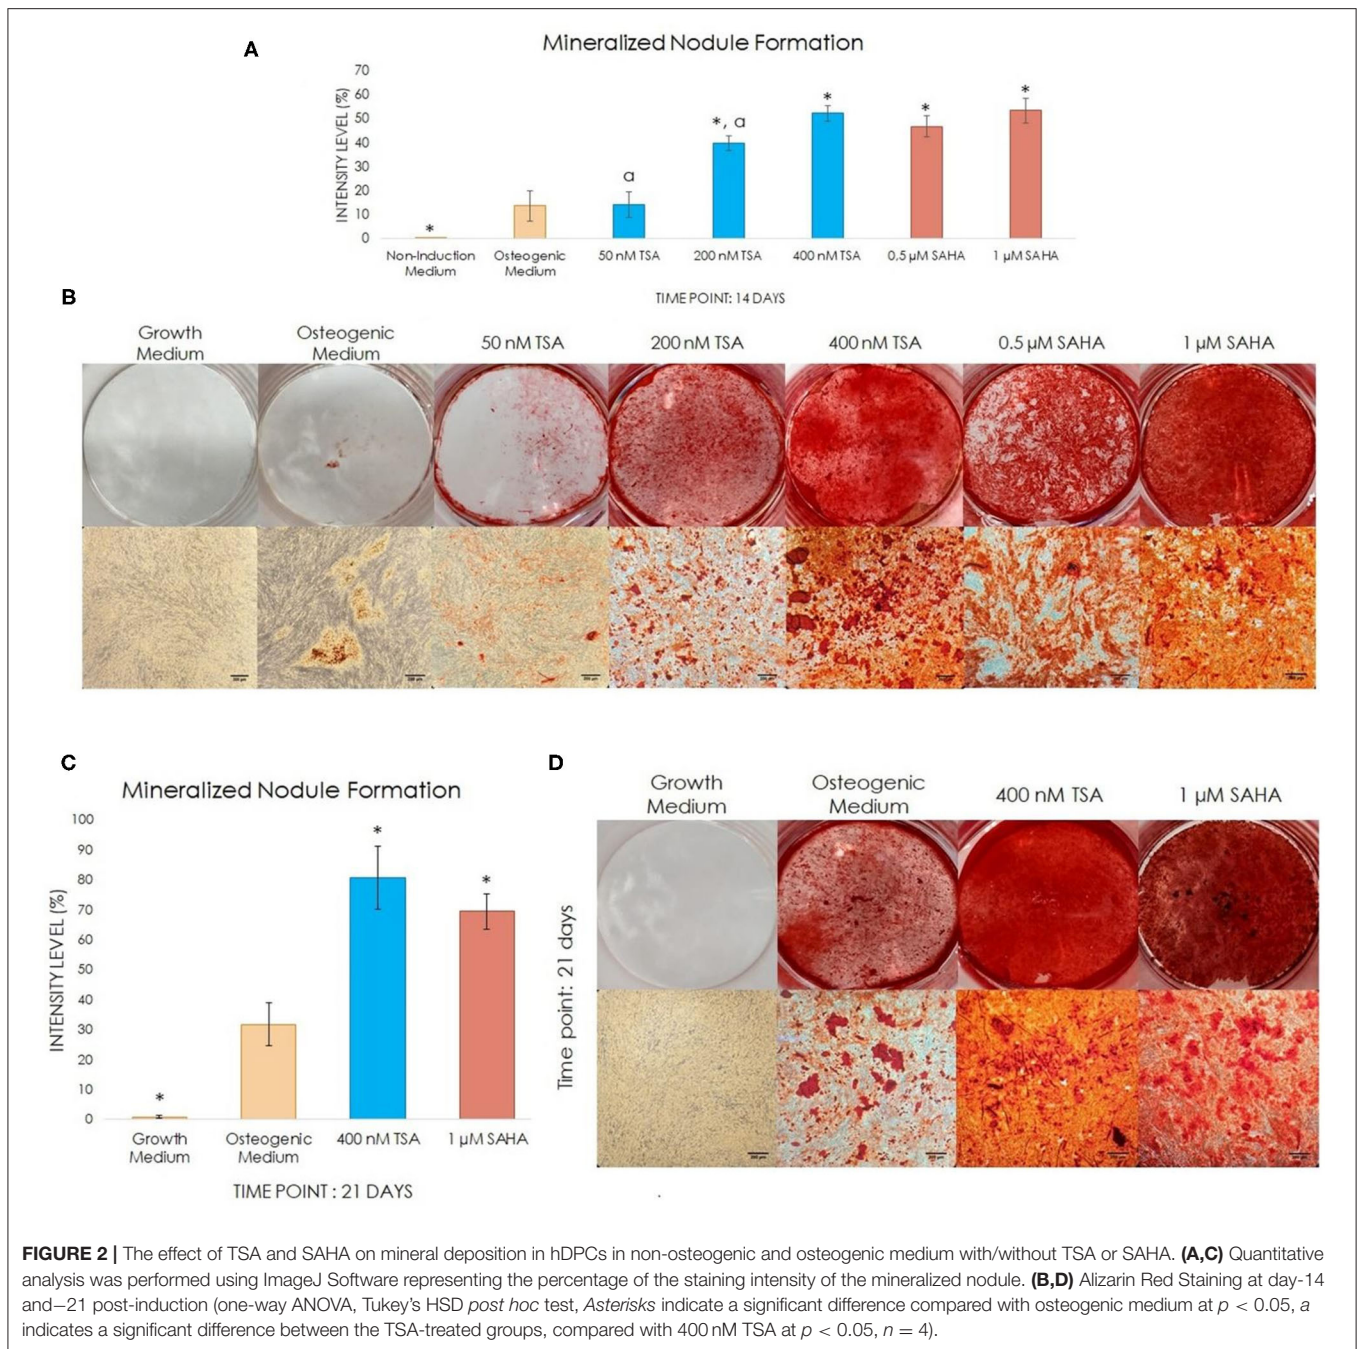 A
Mineralized Nodule Formation
INTENSITY LEVEL (%)
70
60
50
40
30
20
10
0
*
a
*, a
*
*
*
Non-Induction Medium
Osteogenic Medium
50 nM TSA
200 nM TSA
400 nM TSA
0,5 µM SAHA
1 µM SAHA
TIME POINT: 14 DAYS
B
Growth Medium
Osteogenic Medium
50 nM TSA
200 nM TSA
400 nM TSA
0.5 µM SAHA
1 µM SAHA
C
Mineralized Nodule Formation
INTENSITY LEVEL (%)
100
90
80
70
60
50
40
30
20
10
0
*
*
*
Growth Medium
Osteogenic Medium
400 nM TSA
1 µM SAHA
TIME POINT : 21 DAYS
D
Growth Medium
Osteogenic Medium
400 nM TSA
1 µM SAHA
Time point: 21 days
FIGURE 2 | The effect of TSA and SAHA on mineral deposition in hDPCs in non-osteogenic and osteogenic medium with/without TSA or SAHA. (A,C) Quantitative
analysis was performed using ImageJ Software representing the percentage of the staining intensity of the mineralized nodule. (B,D) Alizarin Red Staining at day-14
and−21 post-induction (one-way ANOVA, Tukey's HSD post hoc test, Asterisks indicate a significant difference compared with osteogenic medium at p < 0.05, a
indicates a significant difference between the TSA-treated groups, compared with 400 nM TSA at p < 0.05, n = 4).